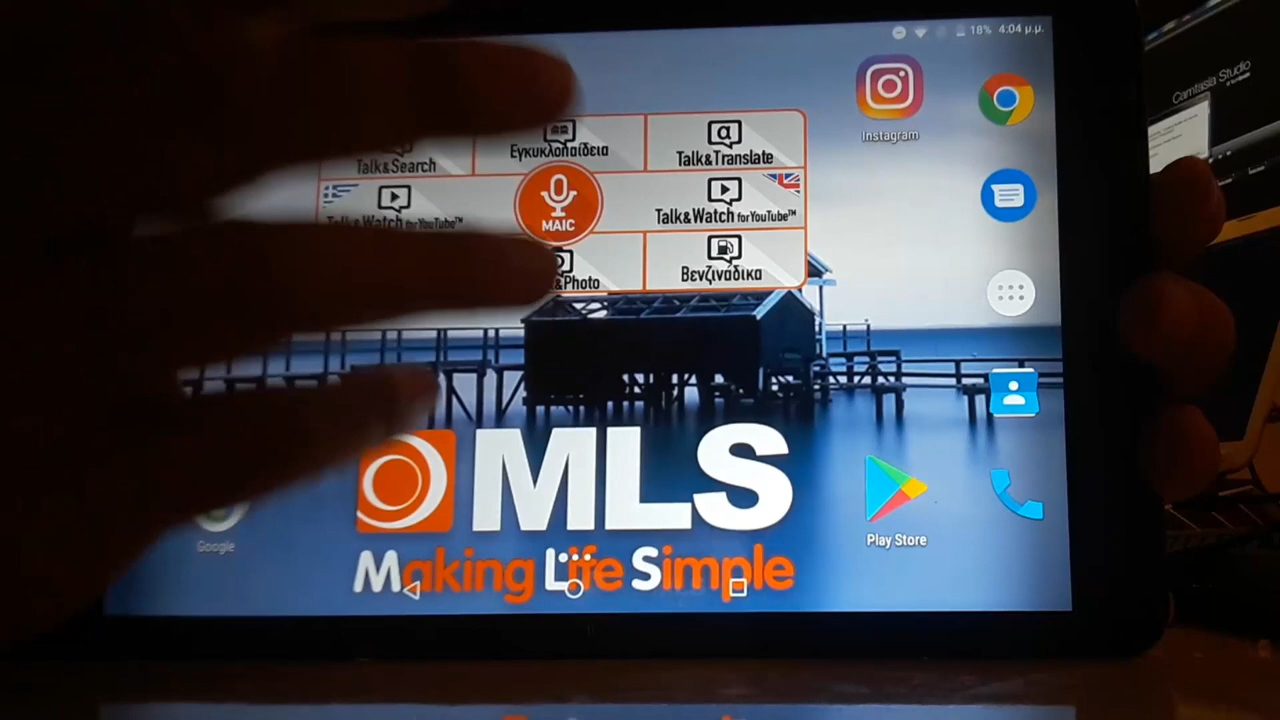 18% 4:04 μ.μ.
Camtasia Studio
Instagram
Talk&Search
Εγκυκλοπαίδεια
Talk&Translate
Talk&Watch for YouTube™
MAIC
Talk&Watch for YouTube™
&Photo
Βενζινάδικα
MLS
Making Life Simple
Google
Play Store